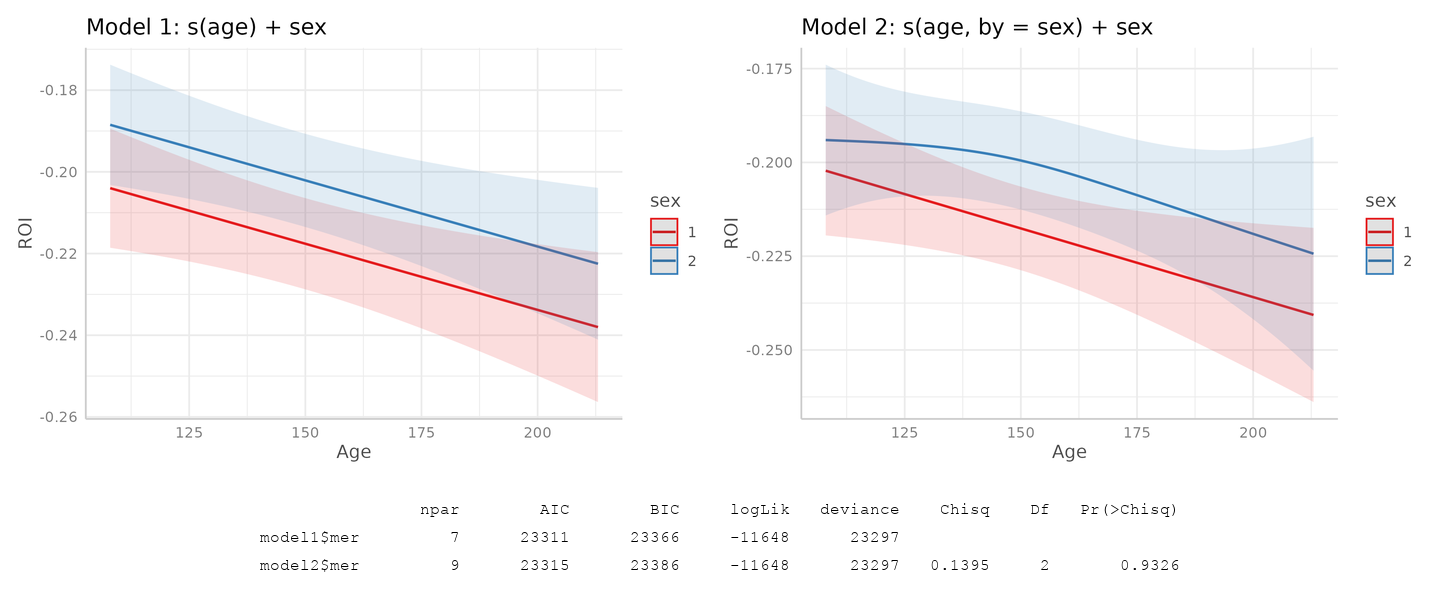 Model 1: s(age) + sex
-0.18
-0.20
-0.22
-0.24
-0.26
ROI
125 150 175 200
Age
sex
1
2
Model 2: s(age, by = sex) + sex
-0.175
-0.200
-0.225
-0.250
ROI
125 150 175 200
Age
sex
1
2
npar AIC BIC logLik deviance Chisq Df Pr(>Chisq)
model1$mer 7 23311 23366 -11648 23297
model2$mer 9 23315 23386 -11648 23297 0.1395 2 0.9326